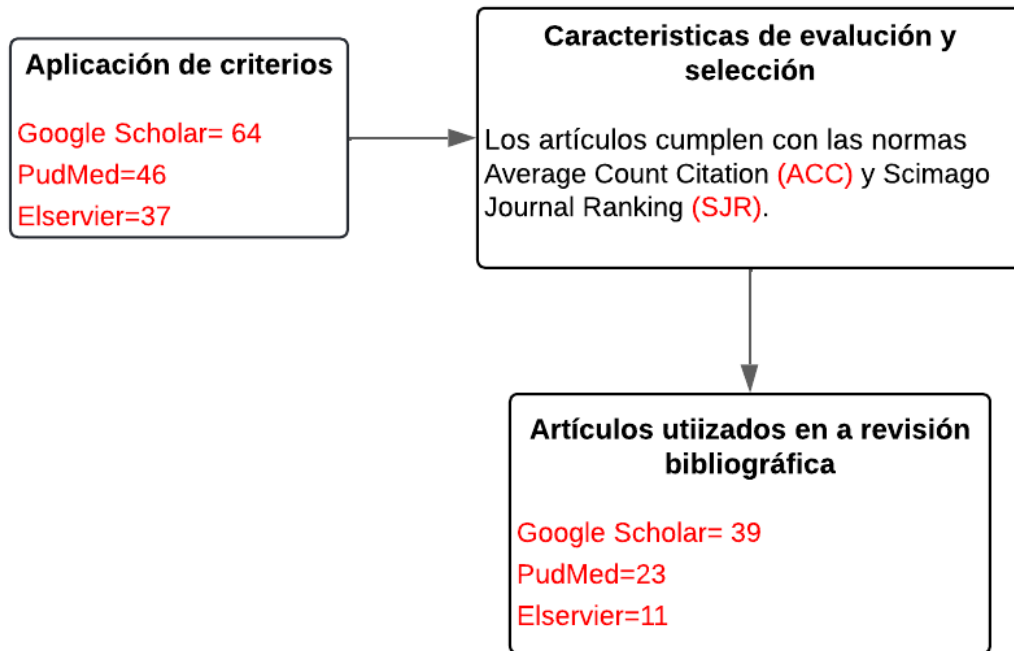 Aplicación de criterios
Google Scholar= 64
PudMed=46
Elservier=37
Caracteristicas de evalución y
selección
Los artículos cumplen con las normas
Average Count Citation (ACC) y Scimago
Journal Ranking (SJR).
Artículos utiizados en a revisión
bibliográfica
Google Scholar= 39
PudMed=23
Elservier=11